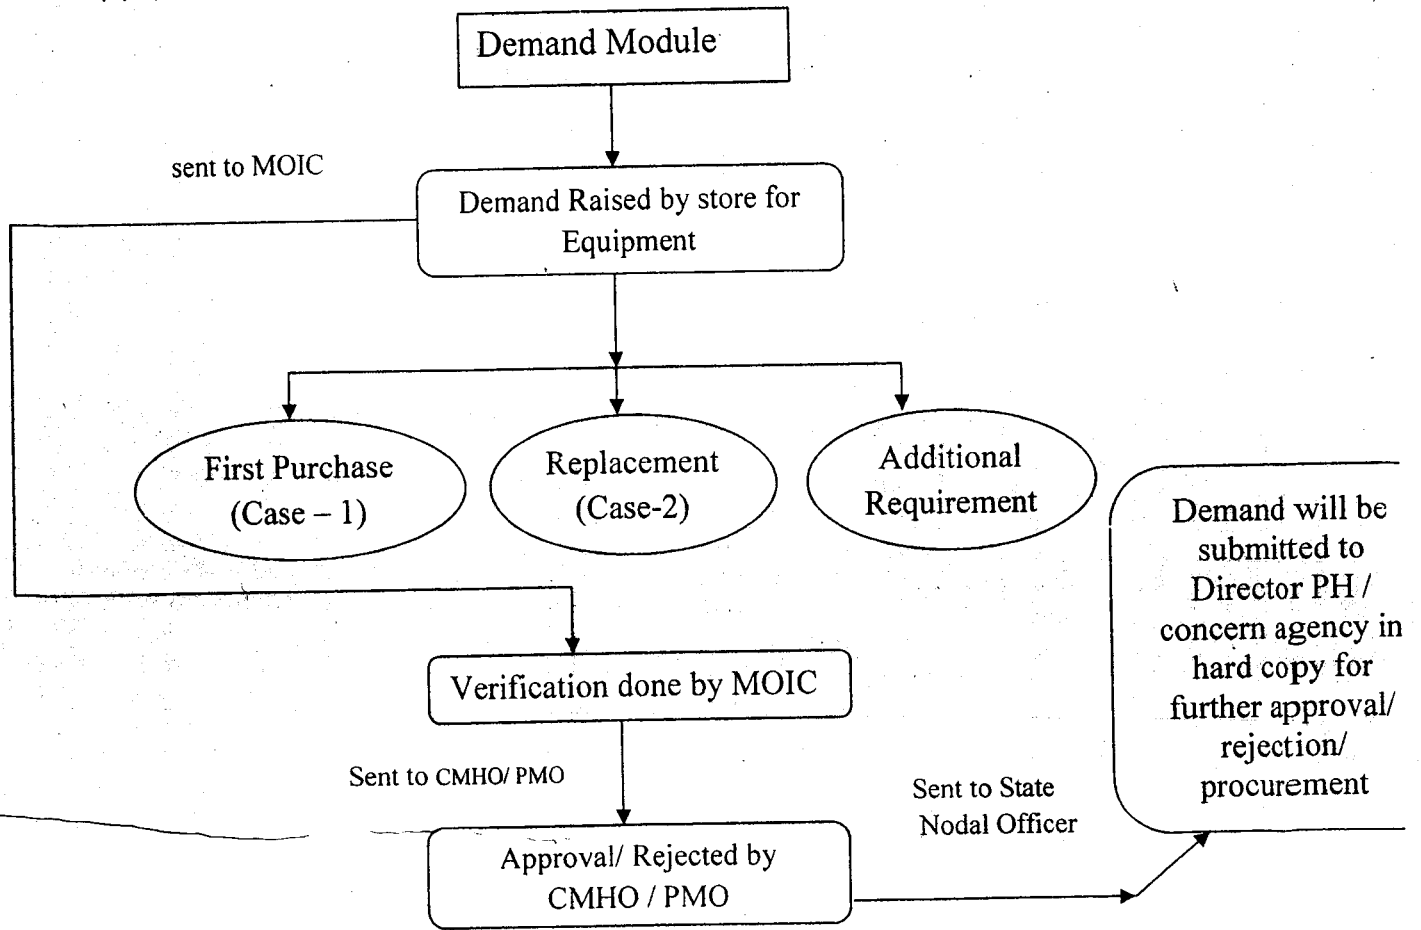 Demand Module
sent to MOIC
Demand Raised by store for
Equipment
First Purchase
(Case – 1)
Replacement
(Case-2)
Additional
Requirement
Verification done by MOIC
Sent to CMHO/ PMO
Approval/ Rejected by
CMHO / PMO
Sent to State
Nodal Officer
Demand will be
submitted to
Director PH /
concern agency in
hard copy for
further approval/
rejection/
procurement